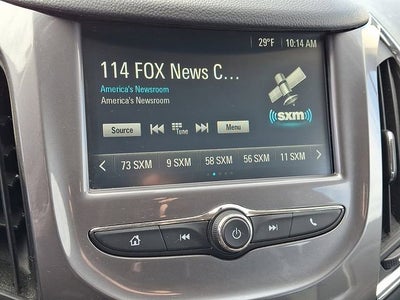 29°F 10:14 AM
114 FOX News C...
America's Newsroom
America's Newsroom
sxm
Source Tune Menu
73 SXM 9 SXM 58 SXM 56 SXM 11 SXM